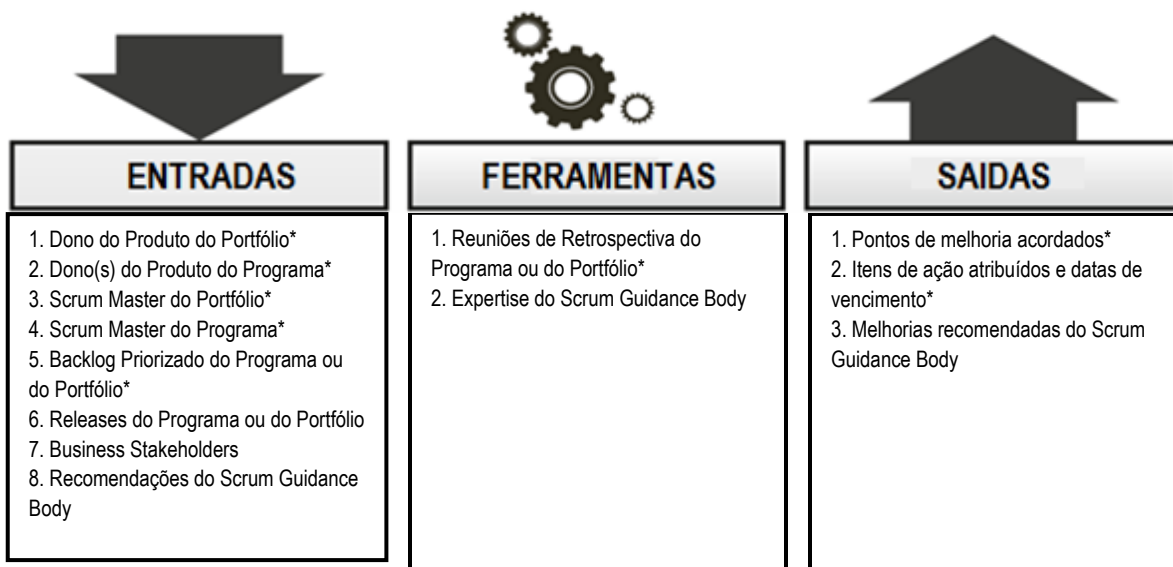 ENTRADAS
1. Dono do Produto do Portfólio*
2. Dono(s) do Produto do Programa*
3. Scrum Master do Portfólio*
4. Scrum Master do Programa*
5. Backlog Priorizado do Programa ou
do Portfólio*
6. Releases do Programa ou do Portfólio
7. Business Stakeholders
8. Recomendações do Scrum Guidance
Body
FERRAMENTAS
1. Reuniões de Retrospectiva do
Programa ou do Portfólio*
2. Expertise do Scrum Guidance Body
SAIDAS
1. Pontos de melhoria acordados*
2. Itens de ação atribuídos e datas de
vencimento*
3. Melhorias recomendadas do Scrum
Guidance Body